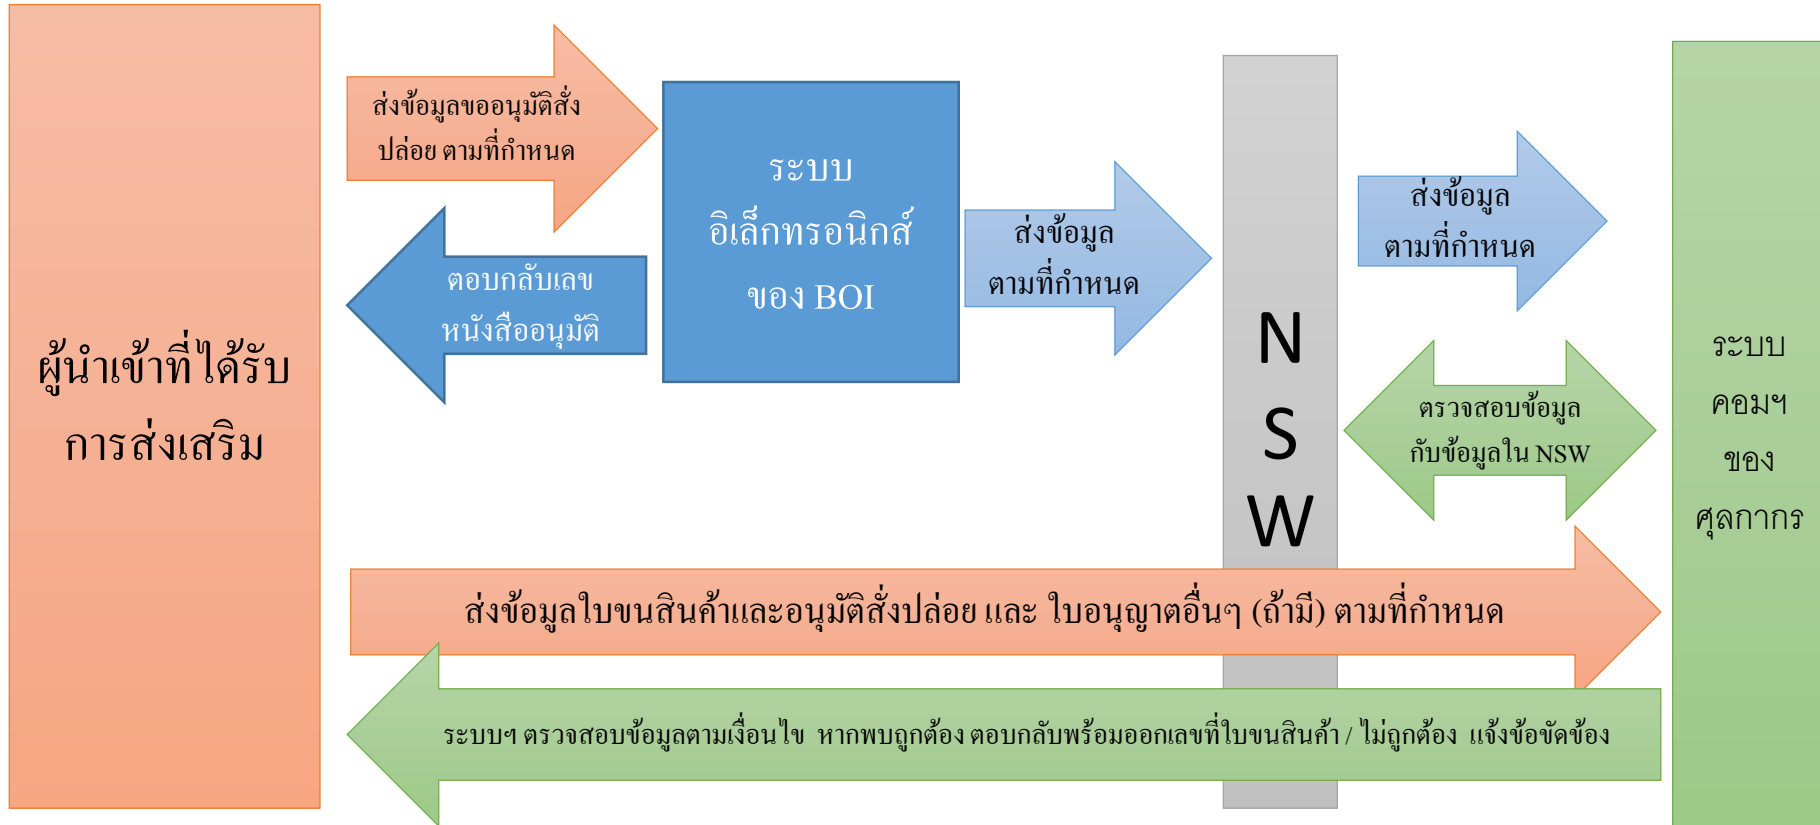 ผู้นำเข้าที่ได้รับ
การส่งเสริม
ส่งข้อมูลขออนุมัติสั่ง
ปล่อย ตามที่กำหนด
ตอบกลับเลข
หนังสืออนุมัติ
ระบบ
อิเล็กทรอนิกส์
ของ BOI
ส่งข้อมูล
ตามที่กำหนด
N
S
W
ส่งข้อมูล
ตามที่กำหนด
ตรวจสอบข้อมูล
กับข้อมูลใน NSW
ระบบ
คอมฯ
ของ
ศุลกากร
ส่งข้อมูลใบขนสินค้าและอนุมัติสั่งปล่อย และ ใบอนุญาตอื่นๆ (ถ้ามี) ตามที่กำหนด
ระบบฯ ตรวจสอบข้อมูลตามเงื่อนไข หากพบถูกต้อง ตอบกลับพร้อมออกเลขที่ใบขนสินค้า / ไม่ถูกต้อง แจ้งข้อขัดข้อง